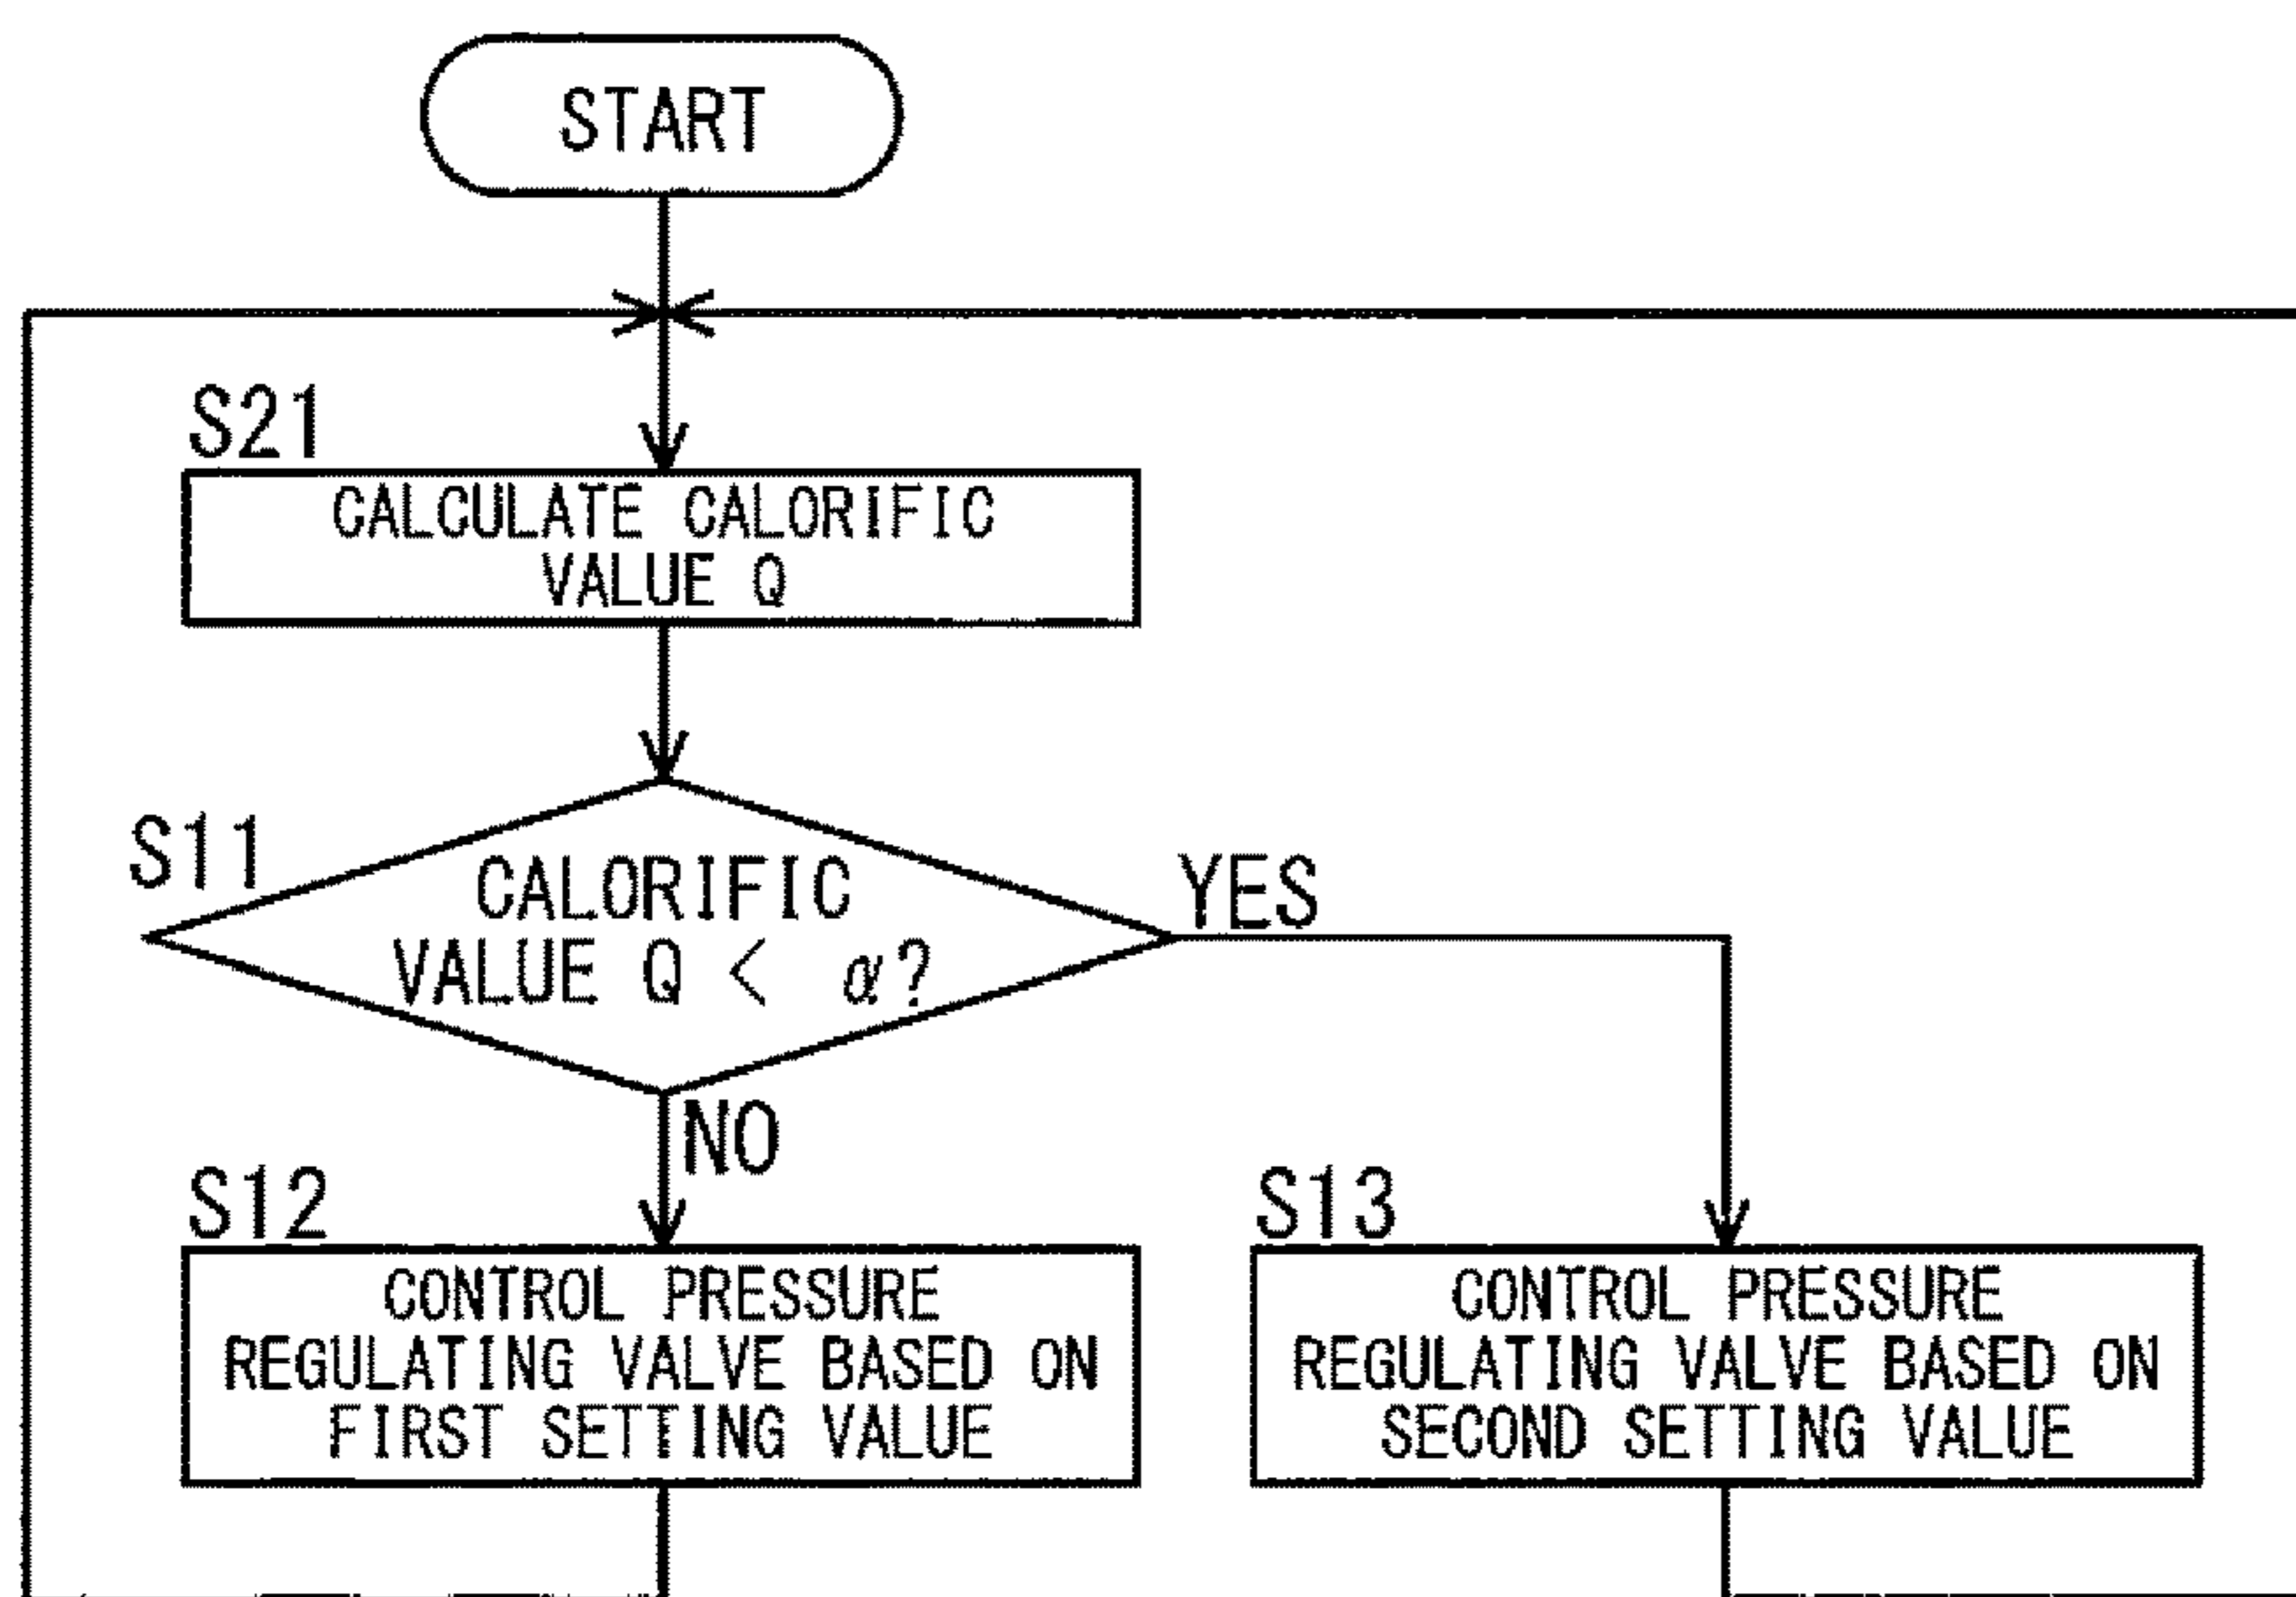 START
S21
CALCULATE CALORIFIC
VALUE Q
S11
CALORIFIC
VALUE Q < α?
YES
NO
S12
CONTROL PRESSURE
REGULATING VALVE BASED ON
FIRST SETTING VALUE
S13
CONTROL PRESSURE
REGULATING VALVE BASED ON
SECOND SETTING VALUE